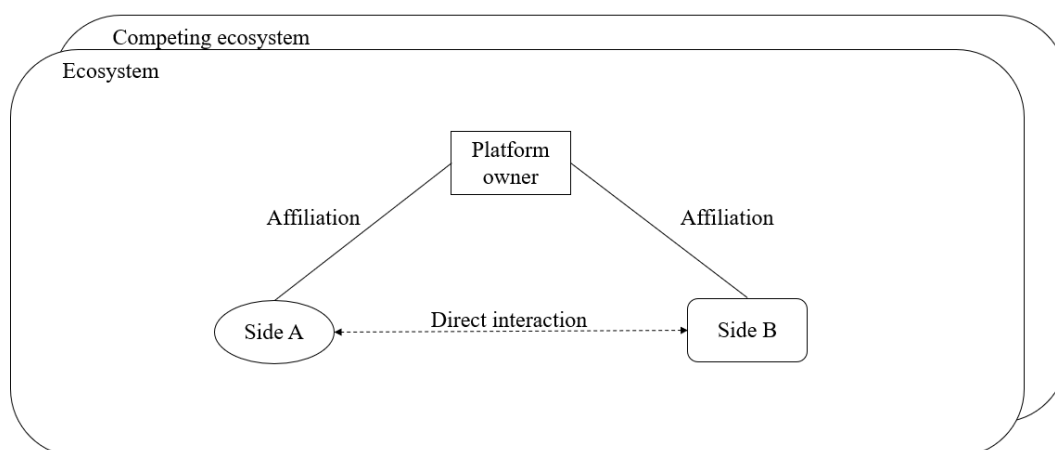 Competing ecosystem
Ecosystem
Platform
owner
Affiliation
Affiliation
Side A
Direct interaction
Side B